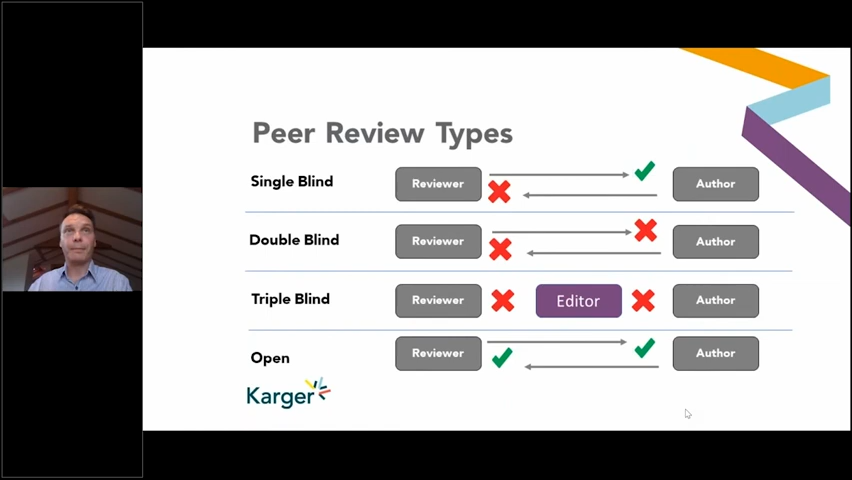 Peer Review Types
Single Blind
Reviewer
Author
Double Blind
Reviewer
Author
Triple Blind
Reviewer
Editor
Author
Open
Reviewer
Author
Karger